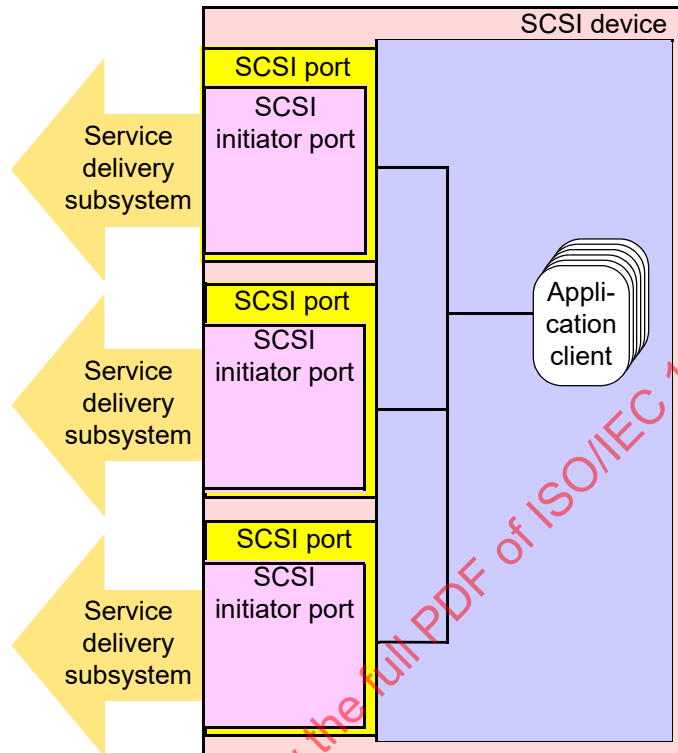 SCSI device
SCSI port
SCSI
initiator port
Service
delivery
subsystem
SCSI port
SCSI
initiator port
Service
delivery
subsystem
Appli-
cation
client
SCSI port
SCSI
initiator port
Service
delivery
subsystem
the full PDF of ISO/IEC 1